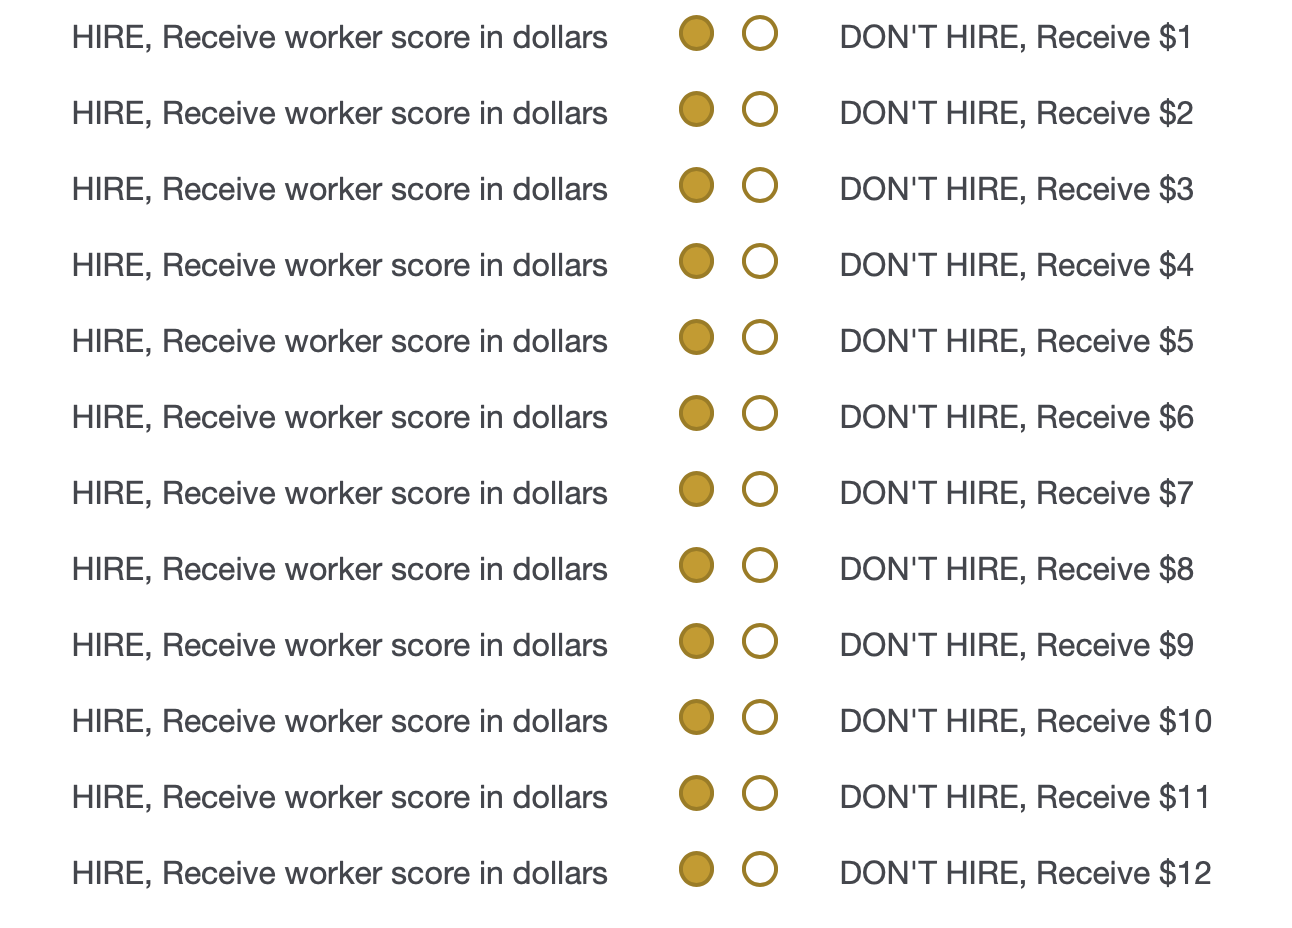 HIRE, Receive worker score in dollars DON'T HIRE, Receive $1
HIRE, Receive worker score in dollars DON'T HIRE, Receive $2
HIRE, Receive worker score in dollars DON'T HIRE, Receive $3
HIRE, Receive worker score in dollars DON'T HIRE, Receive $4
HIRE, Receive worker score in dollars DON'T HIRE, Receive $5
HIRE, Receive worker score in dollars DON'T HIRE, Receive $6
HIRE, Receive worker score in dollars DON'T HIRE, Receive $7
HIRE, Receive worker score in dollars DON'T HIRE, Receive $8
HIRE, Receive worker score in dollars DON'T HIRE, Receive $9
HIRE, Receive worker score in dollars DON'T HIRE, Receive $10
HIRE, Receive worker score in dollars DON'T HIRE, Receive $11
HIRE, Receive worker score in dollars DON'T HIRE, Receive $12